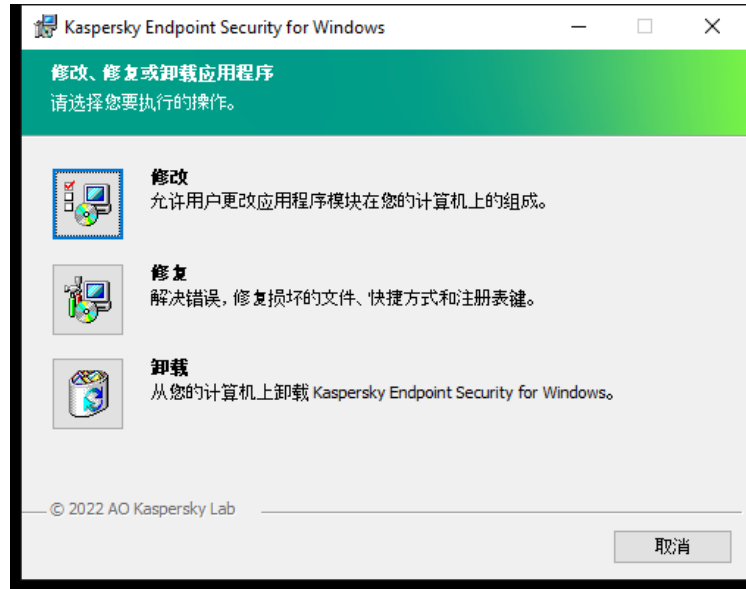 Kaspersky Endpoint Security for Windows
修改、修复或卸载应用程序
请选择您要执行的操作。
修改
允许用户更改应用程序模块在您的计算机上的组成。
修复
解决错误，修复损坏的文件、快捷方式和注册表键。
卸载
从您的计算机上卸载 Kaspersky Endpoint Security for Windows。
© 2022 AO Kaspersky Lab
取消